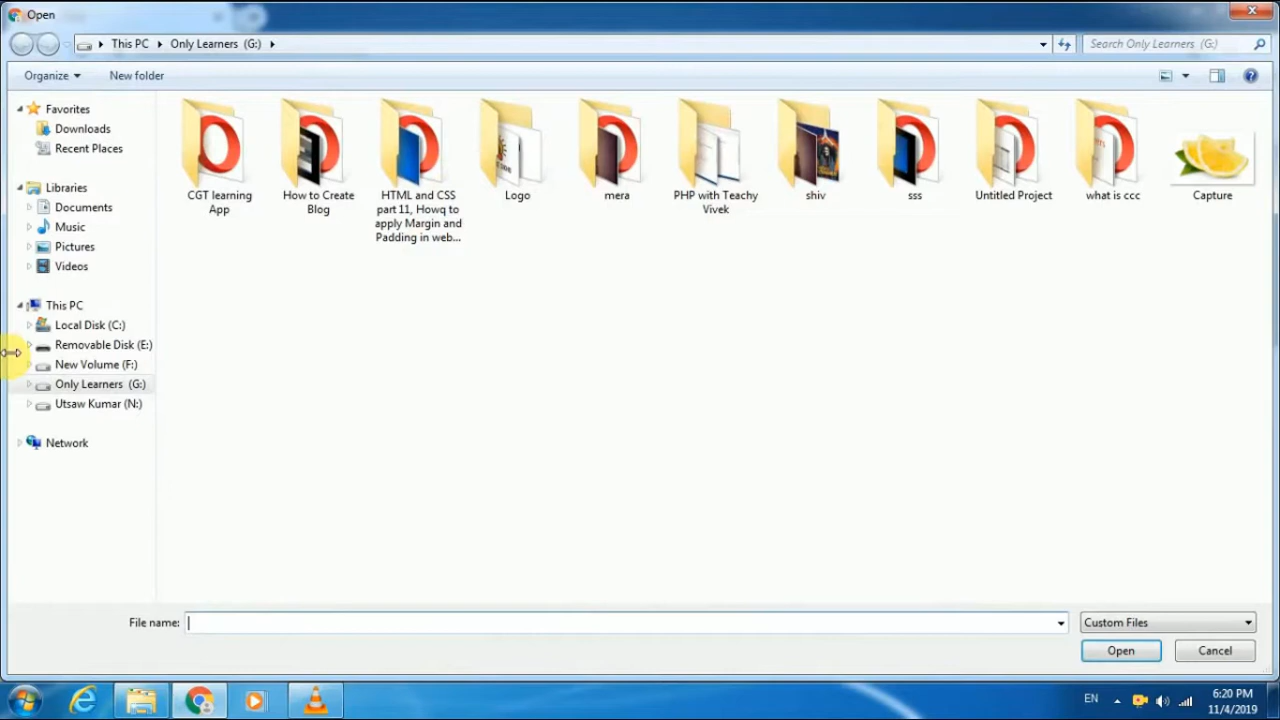 Open
This PC
Only Learners (G:)
Search Only Learners (G:)
Organize
New folder
Favorites
Downloads
Recent Places
Libraries
Documents
Music
Pictures
Videos
This PC
Local Disk (C:)
Removable Disk (E:)
New Volume (F:)
Only Learners (G:)
Utsaw Kumar (N:)
Network
CGT learning
App
How to Create
Blog
HTML and CSS
part 11, Howq to
apply Margin and
Padding in web...
Logo
mera
PHP with Teachy
Vivek
shiv
sss
Untitled Project
what is ccc
Capture
File name:
Custom Files
Open
Cancel
EN
6:20 PM
11/4/2019